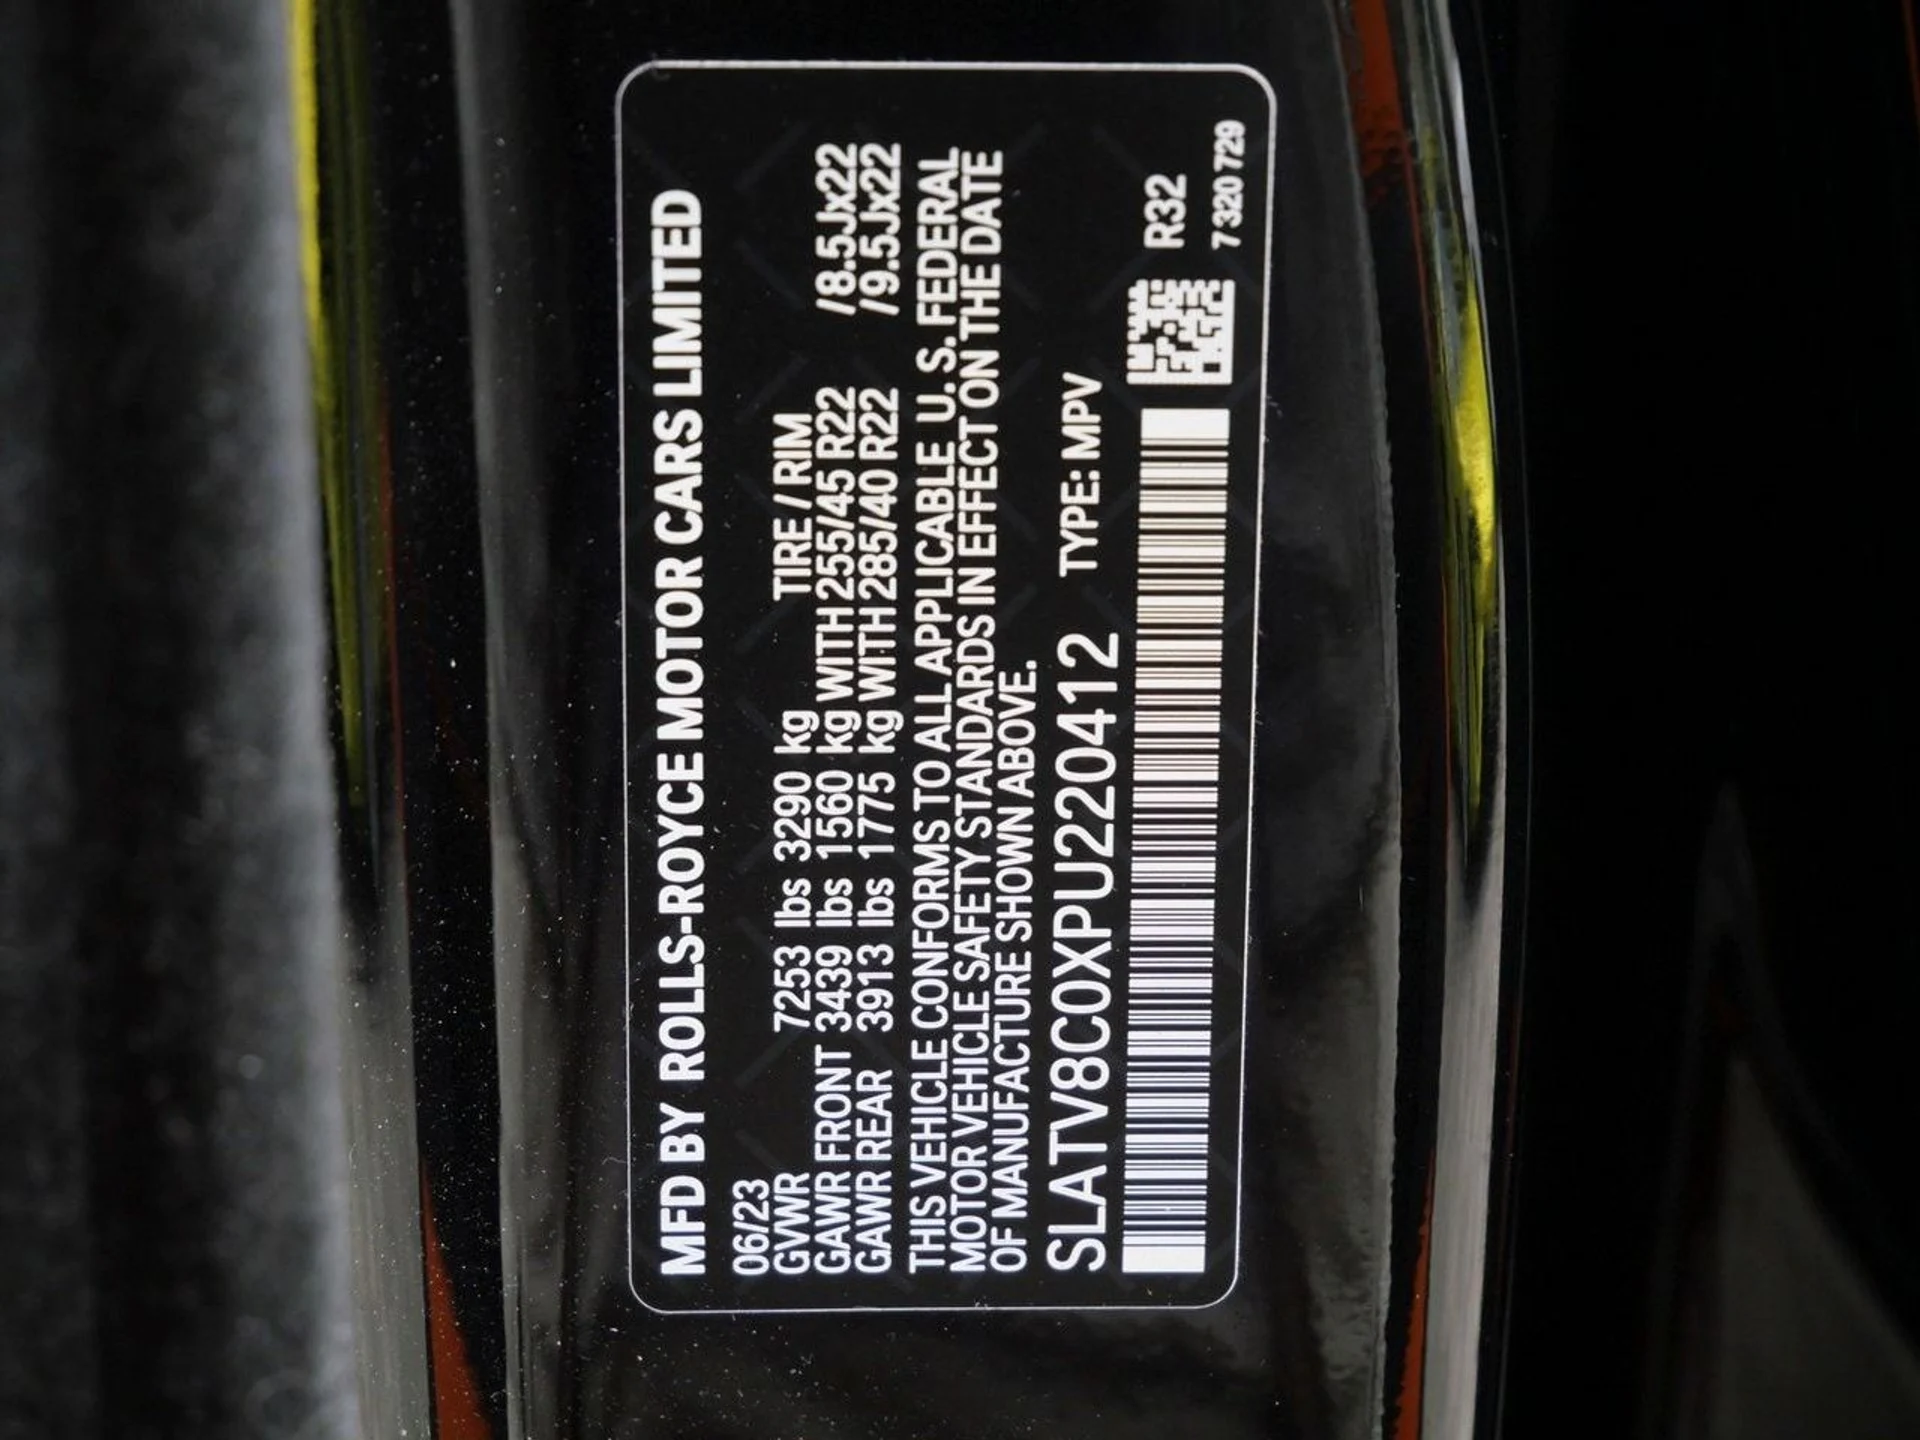 MFD BY ROLLS-ROYCE MOTOR CARS LIMITED
06/23
GVWR 7253 lbs 3290 kg TIRE / RIM
GAWR FRONT 3439 lbs 1560 kg WITH 255/45 R22 /8.5Jx22
GAWR REAR 3913 lbs 1775 kg WITH 285/40 R22 /9.5Jx22
THIS VEHICLE CONFORMS TO ALL APPLICABLE U.S. FEDERAL
MOTOR VEHICLE SAFETY STANDARDS IN EFFECT ON THE DATE
OF MANUFACTURE SHOWN ABOVE.
SLATV8C0XPU220412 TYPE: MPV
R32
7 320 729